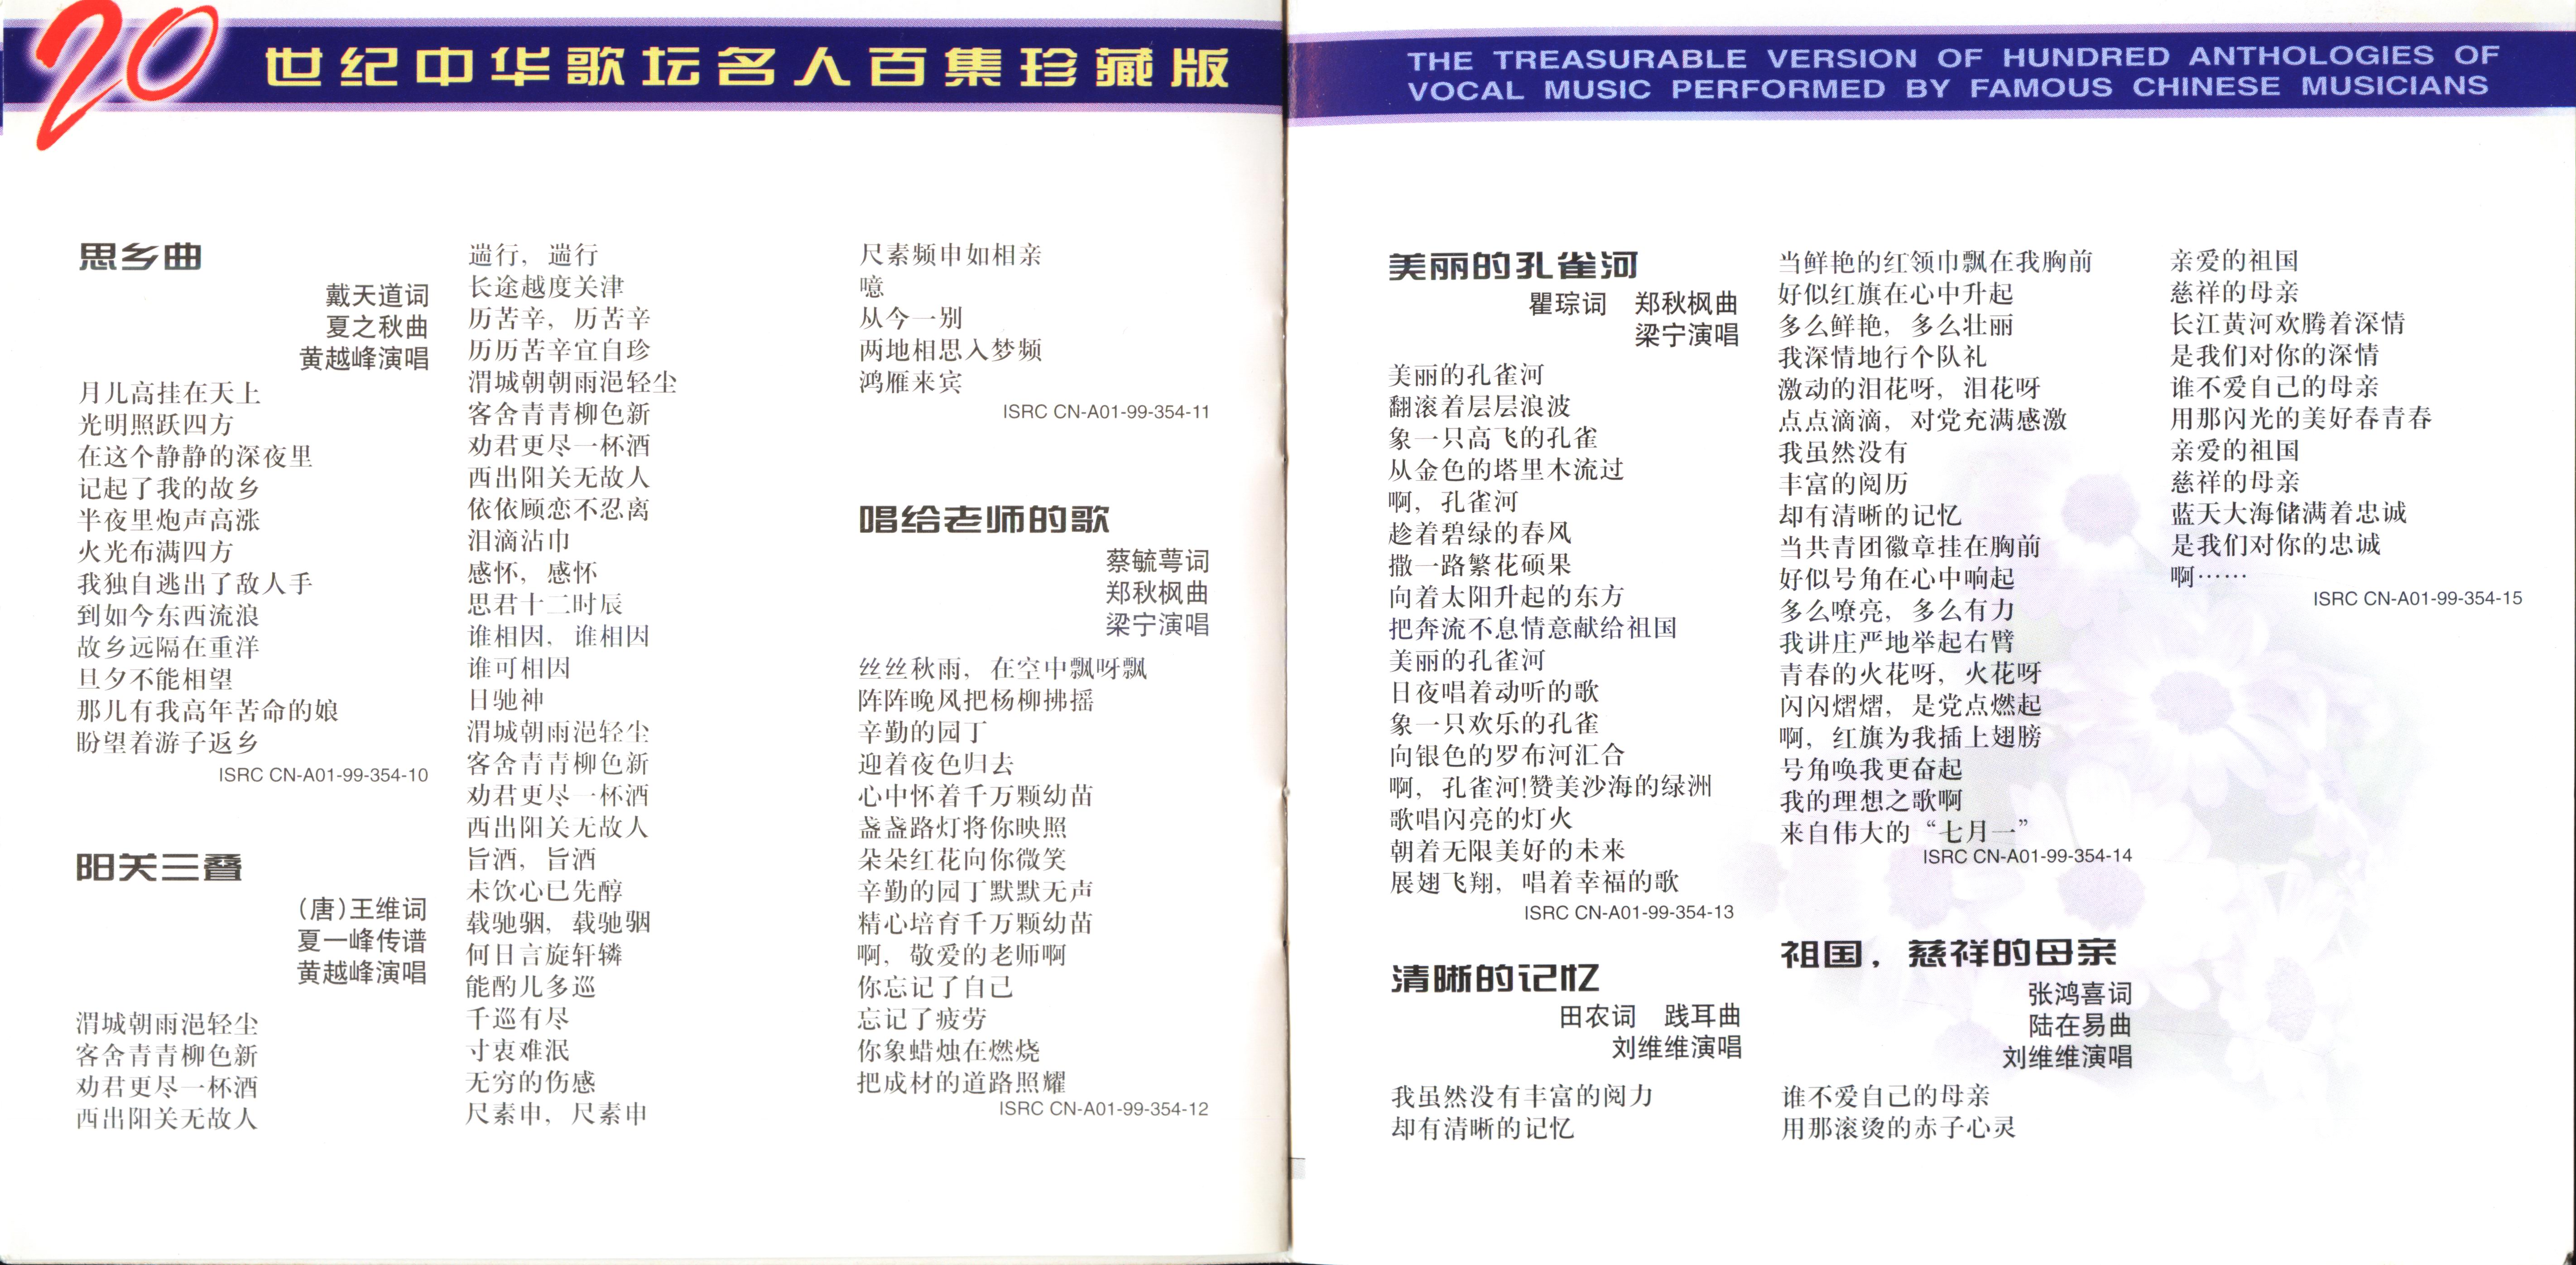 20世纪中华歌坛名人百集珍藏版
思乡曲
戴天道词
夏之秋曲
黄越峰演唱
月儿高挂在天上
光明照跃四方
在这个静静的深夜里
记起了我的故乡
半夜里炮声高涨
火光布满四方
我独自逃出了敌人手
到如今东西流浪
故乡远隔在重洋
旦夕不能相望
那儿有我高年苦命的娘
盼望着游子返乡
ISRC CN-A01-99-354-10
阳关三叠
(唐)王维词
夏一峰传谱
黄越峰演唱
渭城朝雨浥轻尘
客舍青青柳色新
劝君更尽一杯酒
西出阳关无故人
遄行，遄行
长途越度关津
历苦辛，历苦辛
历历苦辛宜自珍
渭城朝朝雨浥轻尘
客舍青青柳色新
劝君更尽一杯酒
西出阳关无故人
依依顾恋不忍离
泪滴沾巾
感怀，感怀
思君十二时辰
谁相因，谁相因
谁可相因
日驰神
渭城朝雨浥轻尘
客舍青青柳色新
劝君更尽一杯酒
西出阳关无故人
旨酒，旨酒
未饮心已先醇
载驰骃，载驰骃
何日言旋轩辚
能酌几多巡
千巡有尽
寸衷难泯
无穷的伤感
尺素申，尺素申
尺素频申如相亲
噫
从今一别
两地相思入梦频
鸿雁来宾
ISRC CN-A01-99-354-11
唱给老师的歌
蔡毓萼词
郑秋枫曲
梁宁演唱
丝丝秋雨，在空中飘呀飘
阵阵晚风把杨柳拂摇
辛勤的园丁
迎着夜色归去
心中怀着千万颗幼苗
盏盏路灯将你映照
朵朵红花向你微笑
辛勤的园丁默默无声
精心培育千万颗幼苗
啊，敬爱的老师啊
你忘记了自己
忘记了疲劳
你象蜡烛在燃烧
把成材的道路照耀
ISRC CN-A01-99-354-12
THE TREASURABLE VERSION OF HUNDRED ANTHOLOGIES OF
VOCAL MUSIC PERFORMED BY FAMOUS CHINESE MUSICIANS
美丽的孔雀河
瞿琮词 郑秋枫曲
梁宁演唱
美丽的孔雀河
翻滚着层层浪波
象一只高飞的孔雀
从金色的塔里木流过
啊，孔雀河
趁着碧绿的春风
撒一路繁花硕果
向着太阳升起的东方
把奔流不息情意献给祖国
美丽的孔雀河
日夜唱着动听的歌
象一只欢乐的孔雀
向银色的罗布河汇合
啊，孔雀河!赞美沙海的绿洲
歌唱闪亮的灯火
朝着无限美好的未来
展翅飞翔，唱着幸福的歌
ISRC CN-A01-99-354-13
清晰的记忆
田农词 践耳曲
刘维维演唱
我虽然没有丰富的阅力
却有清晰的记忆
当鲜艳的红领巾飘在我胸前
好似红旗在心中升起
多么鲜艳，多么壮丽
我深情地行个队礼
激动的泪花呀，泪花呀
点点滴滴，对党充满感激
我虽然没有
丰富的阅历
却有清晰的记忆
当共青团徽章挂在胸前
好似号角在心中响起
多么嘹亮，多么有力
我讲庄严地举起右臂
青春的火花呀，火花呀
闪闪熠熠，是党点燃起
啊，红旗为我插上翅膀
号角唤我更奋起
我的理想之歌啊
来自伟大的“七月一”
ISRC CN-A01-99-354-14
祖国，慈祥的母亲
张鸿喜词
陆在易曲
刘维维演唱
谁不爱自己的母亲
用那滚烫的赤子心灵
亲爱的祖国
慈祥的母亲
长江黄河欢腾着深情
是我们对你的深情
谁不爱自己的母亲
用那闪光的美好春青春
亲爱的祖国
慈祥的母亲
蓝天大海储满着忠诚
是我们对你的忠诚
啊……
ISRC CN-A01-99-354-15